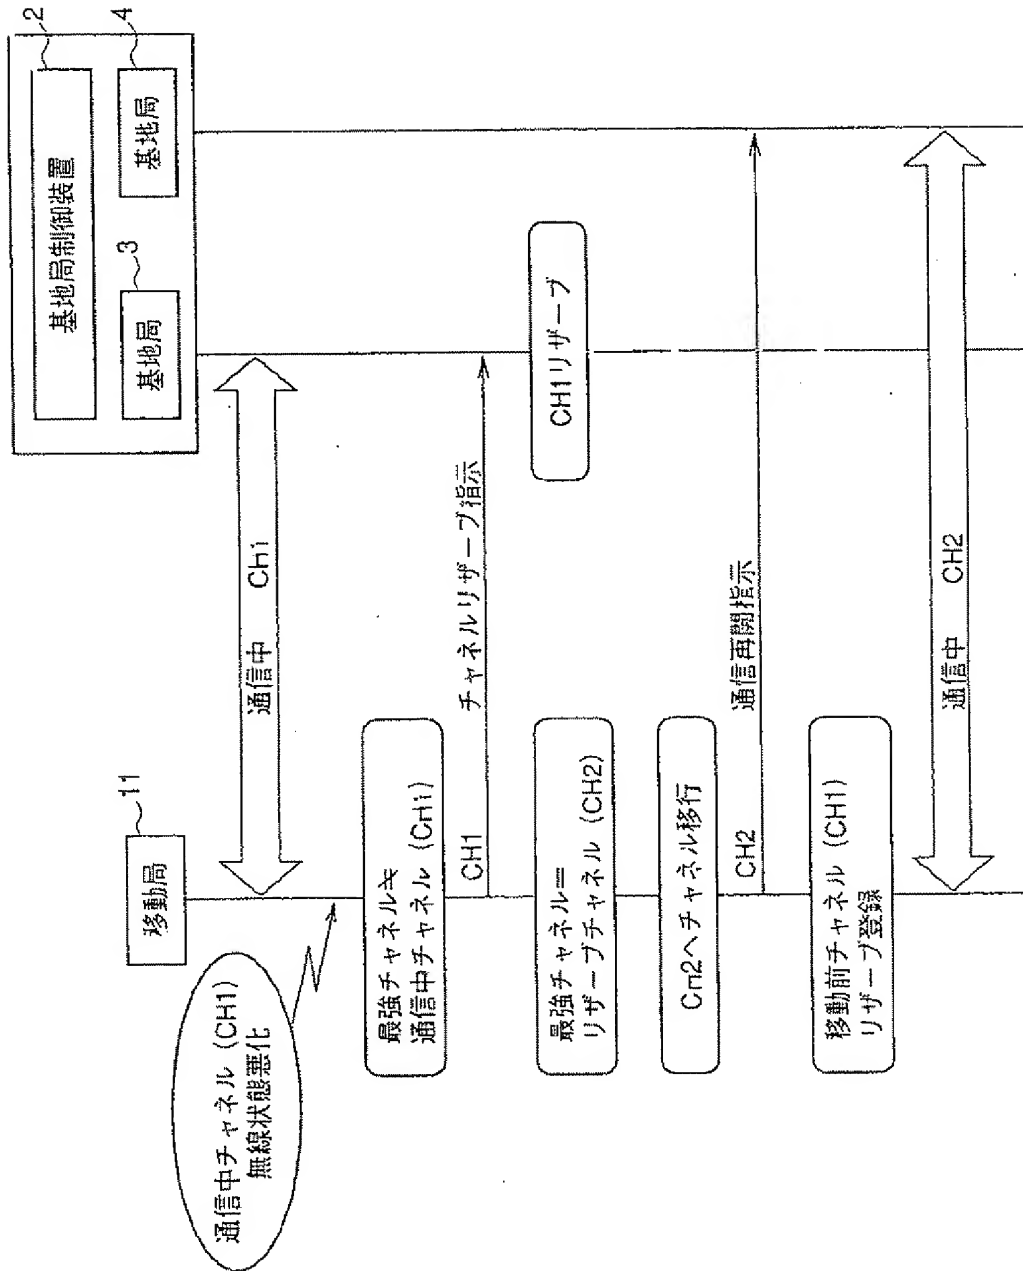 移動局
11
基地局制御装置
2
基地局
3
基地局
4
通信中チャネル (CH1)
無線状態悪化
通信中 Ch1
最強チャネル≠
通信中チャネル (CH1)
CH1
チャネルリザーブ指示
CH1リザーブ
最強チャネル＝
リザーブチャネル (CH2)
Cn2へチャネル移行
CH2
通信再開指示
移動前チャネル (CH1)
リザーブ登録
通信中 CH2